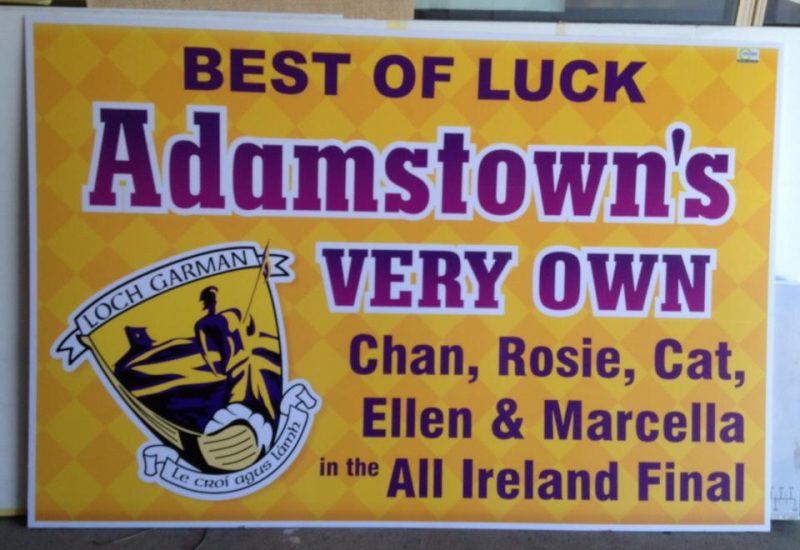 BEST OF LUCK
Adamstown's
VERY OWN
LOCH GARMAN
Chan, Rosie, Cat,
Ellen & Marcella
in the All Ireland Final
Le croí agus lámh